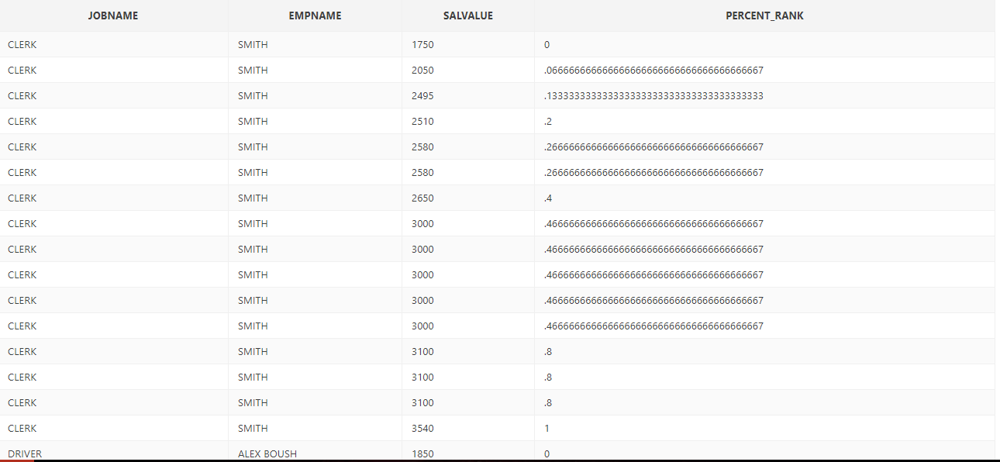 JOBNAME EMPNAME SALVALUE PERCENT_RANK
CLERK SMITH 1750 0
CLERK SMITH 2050 .0666666666666666666666666666666666666667
CLERK SMITH 2495 .1333333333333333333333333333333333333333
CLERK SMITH 2510 .2
CLERK SMITH 2580 .2666666666666666666666666666666666666667
CLERK SMITH 2580 .2666666666666666666666666666666666666667
CLERK SMITH 2650 .4
CLERK SMITH 3000 .4666666666666666666666666666666666666667
CLERK SMITH 3000 .4666666666666666666666666666666666666667
CLERK SMITH 3000 .4666666666666666666666666666666666666667
CLERK SMITH 3000 .4666666666666666666666666666666666666667
CLERK SMITH 3000 .4666666666666666666666666666666666666667
CLERK SMITH 3100 .8
CLERK SMITH 3100 .8
CLERK SMITH 3100 .8
CLERK SMITH 3540 1
DRIVER ALEX BOUSH 1850 0